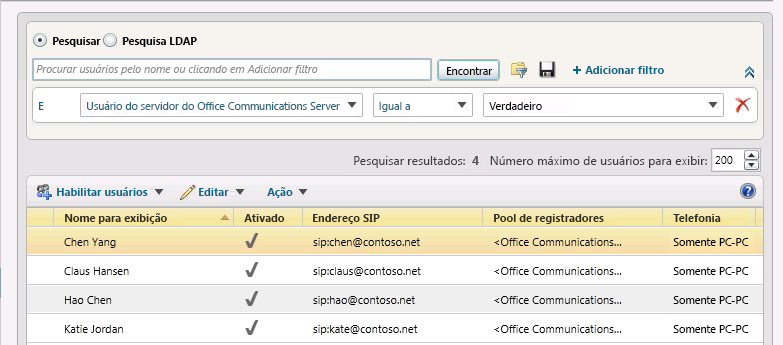 Pesquisar Pesquisa LDAP
Procurar usuários pelo nome ou clicando em Adicionar filtro Encontrar + Adicionar filtro
E Usuário do servidor do Office Communications Server Igual a Verdadeiro
Pesquisar resultados: 4 Número máximo de usuários para exibir: 200
Habilitar usuários Editar Ação
Nome para exibição Ativado Endereço SIP Pool de registradores Telefonia
Chen Yang sip:chen@contoso.net <Office Communications... Somente PC-PC
Claus Hansen sip:claus@contoso.net <Office Communications... Somente PC-PC
Hao Chen sip:hao@contoso.net <Office Communications... Somente PC-PC
Katie Jordan sip:kate@contoso.net <Office Communications... Somente PC-PC